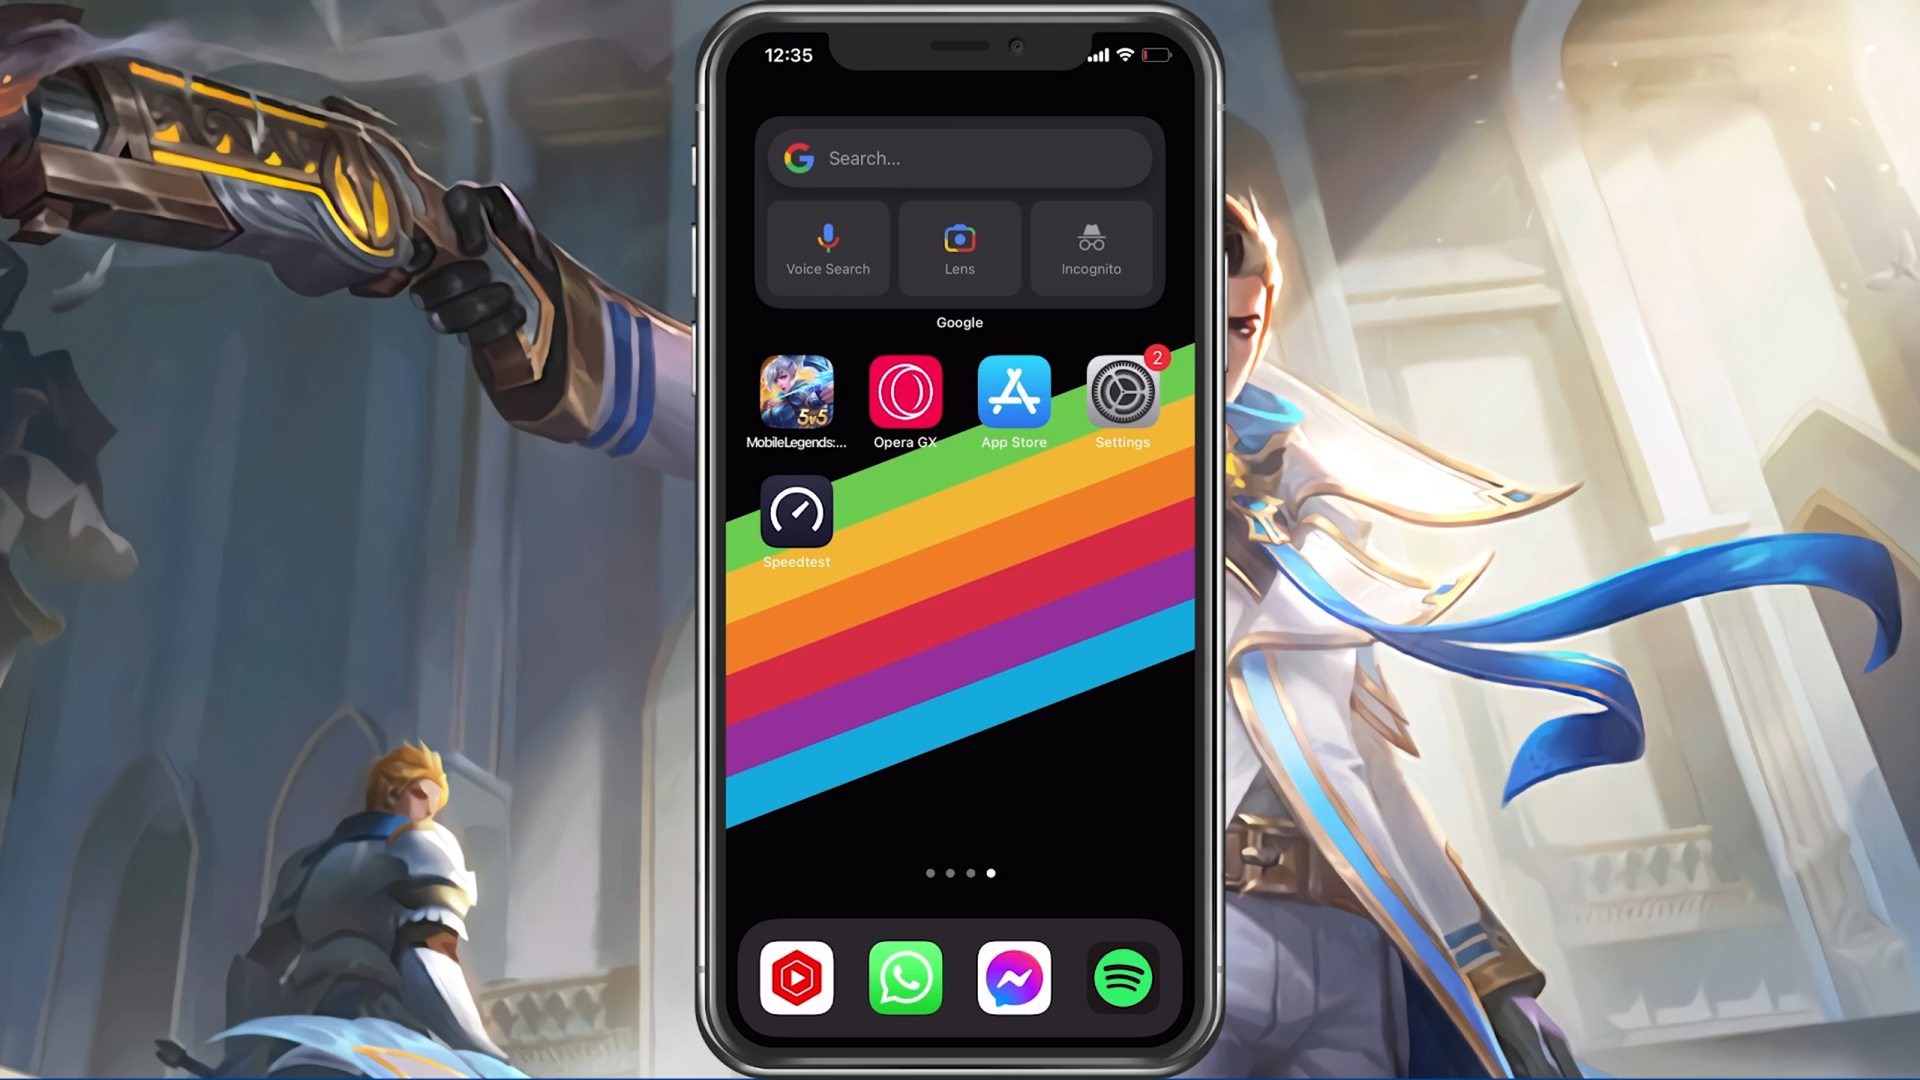 12:35
Search...
Voice Search
Lens
Incognito
Google
2
5v5
MobileLegends:...
Opera GX
App Store
Settings
Speedtest